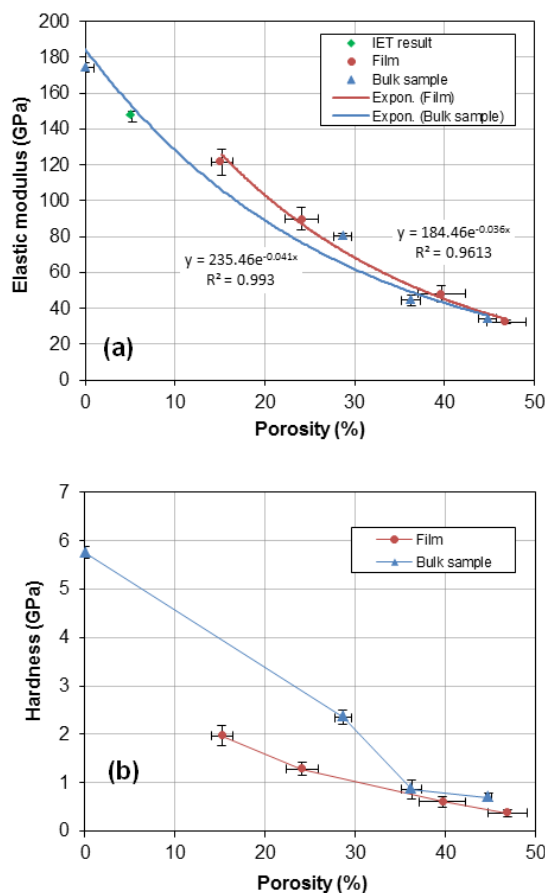 200
180
160
140
120
100
80
60
40
20
0
Elastic modulus (GPa)
IET result
Film
Bulk sample
Expon. (Film)
Expon. (Bulk sample)
y = 235.46e^-0.041x
R² = 0.993
y = 184.46e^-0.036x
R² = 0.9613
(a)
0 10 20 30 40 50
Porosity (%)
7
6
5
4
3
2
1
0
Hardness (GPa)
Film
Bulk sample
(b)
0 10 20 30 40 50
Porosity (%)